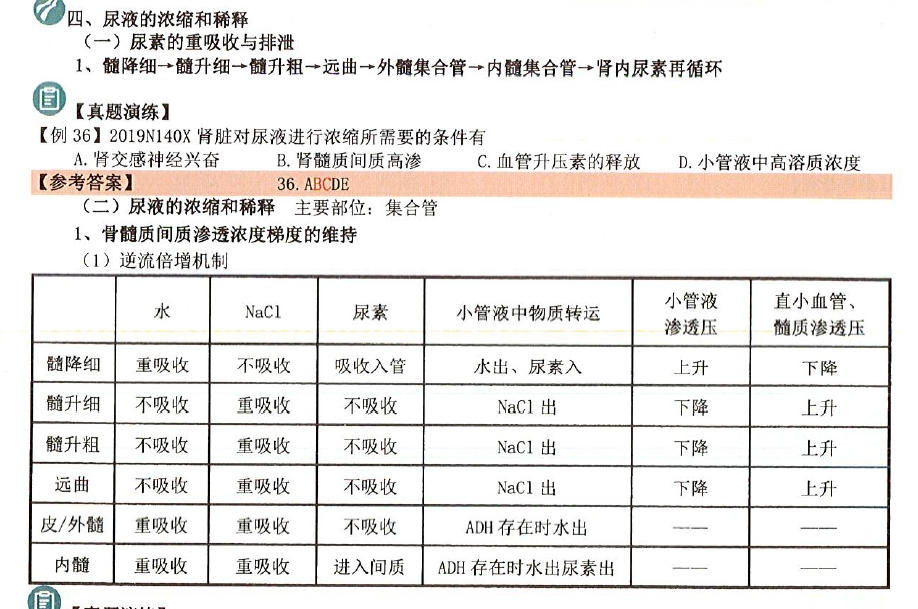 四、尿液的浓缩和稀释
（一）尿素的重吸收与排泄
1、髓降细→髓升细→髓升粗→远曲→外髓集合管→内髓集合管→肾内尿素再循环
【真题演练】
【例 36】2019N140X 肾脏对尿液进行浓缩所需要的条件有
A.肾交感神经兴奋 B.肾髓质间质高渗 C.血管升压素的释放 D.小管液中高溶质浓度
【参考答案】 36.ABCDE
（二）尿液的浓缩和稀释 主要部位：集合管
1、骨髓质间质渗透浓度梯度的维持
（1）逆流倍增机制
水 NaCl 尿素 小管液中物质转运 小管液渗透压 直小血管、髓质渗透压
髓降细 重吸收 不吸收 吸收入管 水出、尿素入 上升 下降
髓升细 不吸收 重吸收 不吸收 NaCl 出 下降 上升
髓升粗 不吸收 重吸收 不吸收 NaCl 出 下降 上升
远曲 不吸收 重吸收 不吸收 NaCl 出 下降 上升
皮/外髓 重吸收 重吸收 不吸收 ADH 存在时水出 —— ——
内髓 重吸收 重吸收 进入间质 ADH 存在时水出尿素出 —— ——